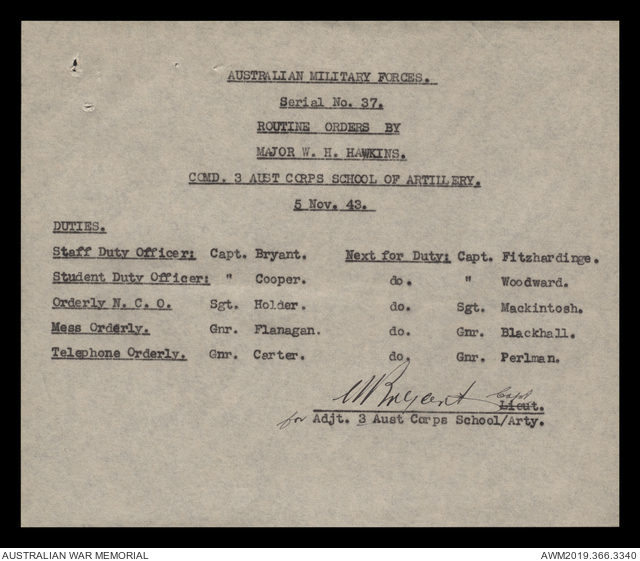 AUSTRALIAN MILITARY FORCES.
Serial No. 37.
ROUTINE ORDERS BY
MAJOR W. H. HAWKINS.
COMD. 3 AUST CORPS SCHOOL OF ARTILLERY.
5 Nov. 43.
DUTIES.
Staff Duty Officer: Capt. Bryant. Next for Duty: Capt. Fitzhardinge.
Student Duty Officer: " Cooper. do. " Woodward.
Orderly N. C. O. Sgt. Holder. do. Sgt. Mackintosh.
Mess Orderly. Gnr. Flanagan. do. Gnr. Blackhall.
Telephone Orderly. Gnr. Carter. do. Gnr. Perlman.
Bryant Capt
Lieut.
for Adjt. 3 Aust Corps School/Arty.
AUSTRALIAN WAR MEMORIAL AWM2019.366.3340